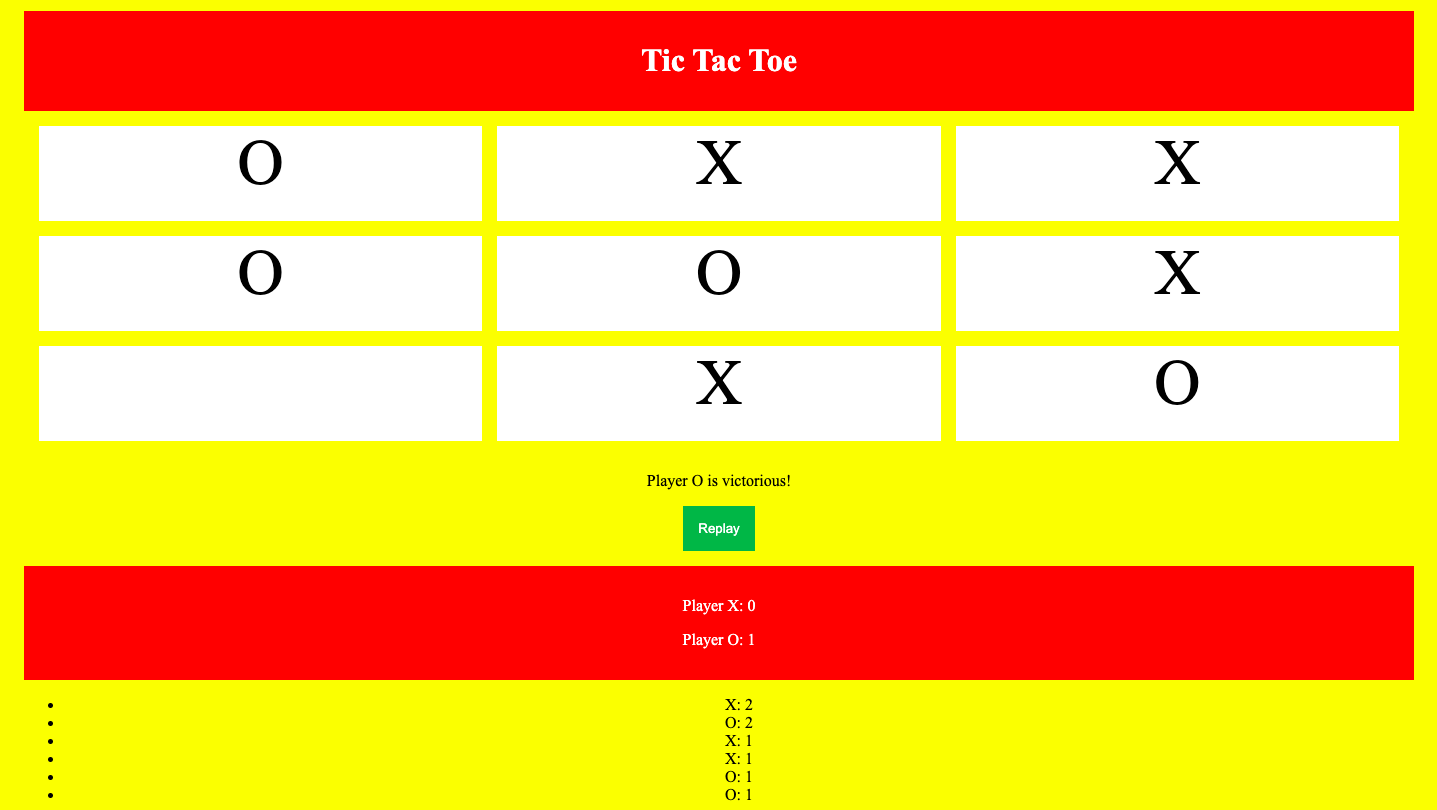 Tic Tac Toe
O X X
O O X
X O
Player O is victorious!
Replay
Player X: 0
Player O: 1
X: 2
O: 2
X: 1
X: 1
O: 1
O: 1